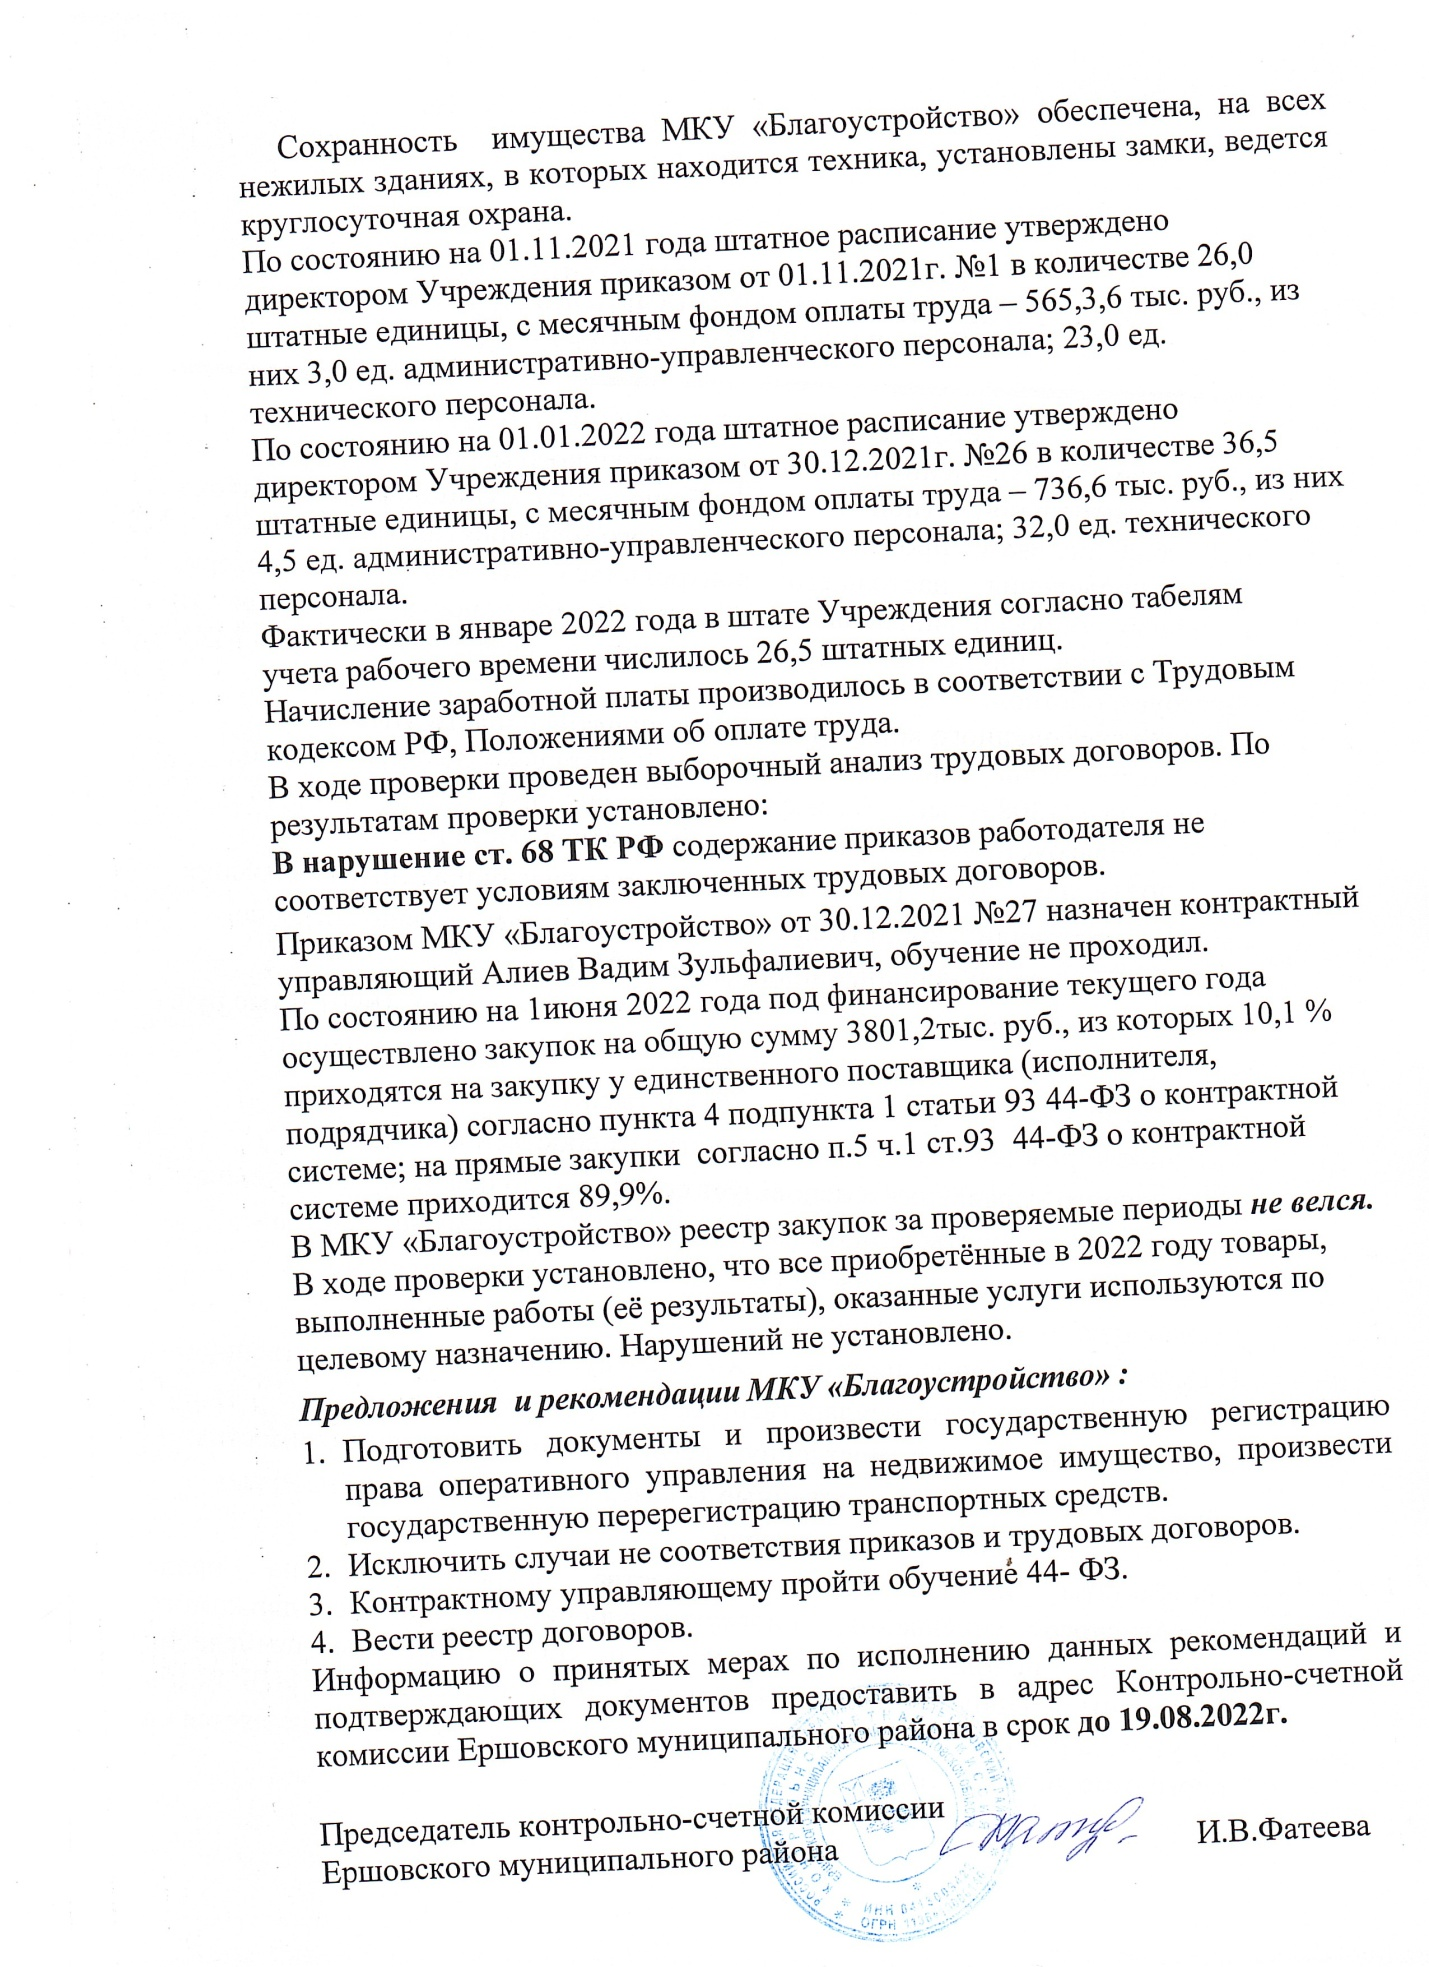 Сохранность имущества МКУ «Благоустройство» обеспечена, на всех
нежилых зданиях, в которых находится техника, установлены замки, ведется
круглосуточная охрана.
По состоянию на 01.11.2021 года штатное расписание утверждено
директором Учреждения приказом от 01.11.2021г. №1 в количестве 26,0
штатные единицы, с месячным фондом оплаты труда – 565,3,6 тыс. руб., из
них 3,0 ед. административно-управленческого персонала; 23,0 ед.
технического персонала.
По состоянию на 01.01.2022 года штатное расписание утверждено
директором Учреждения приказом от 30.12.2021г. №26 в количестве 36,5
штатные единицы, с месячным фондом оплаты труда – 736,6 тыс. руб., из них
4,5 ед. административно-управленческого персонала; 32,0 ед. технического
персонала.
Фактически в январе 2022 года в штате Учреждения согласно табелям
учета рабочего времени числилось 26,5 штатных единиц.
Начисление заработной платы производилось в соответствии с Трудовым
кодексом РФ, Положениями об оплате труда.
В ходе проверки проведен выборочный анализ трудовых договоров. По
результатам проверки установлено:
В нарушение ст. 68 ТК РФ содержание приказов работодателя не
соответствует условиям заключенных трудовых договоров.
Приказом МКУ «Благоустройство» от 30.12.2021 №27 назначен контрактный
управляющий Алиев Вадим Зульфалиевич, обучение не проходил.
По состоянию на 1июня 2022 года под финансирование текущего года
осуществлено закупок на общую сумму 3801,2тыс. руб., из которых 10,1 %
приходятся на закупку у единственного поставщика (исполнителя,
подрядчика) согласно пункта 4 подпункта 1 статьи 93 44-ФЗ о контрактной
системе; на прямые закупки согласно п.5 ч.1 ст.93 44-ФЗ о контрактной
системе приходится 89,9%.
В МКУ «Благоустройство» реестр закупок за проверяемые периоды не велся.
В ходе проверки установлено, что все приобретённые в 2022 году товары,
выполненные работы (её результаты), оказанные услуги используются по
целевому назначению. Нарушений не установлено.
Предложения и рекомендации МКУ «Благоустройство» :
1. Подготовить документы и произвести государственную регистрацию
права оперативного управления на недвижимое имущество, произвести
государственную перерегистрацию транспортных средств.
2. Исключить случаи не соответствия приказов и трудовых договоров.
3. Контрактному управляющему пройти обучение 44- ФЗ.
4. Вести реестр договоров.
Информацию о принятых мерах по исполнению данных рекомендаций и
подтверждающих документов предоставить в адрес Контрольно-счетной
комиссии Ершовского муниципального района в срок до 19.08.2022г.
Председатель контрольно-счетной комиссии
Ершовского муниципального района
И.В.Фатеева